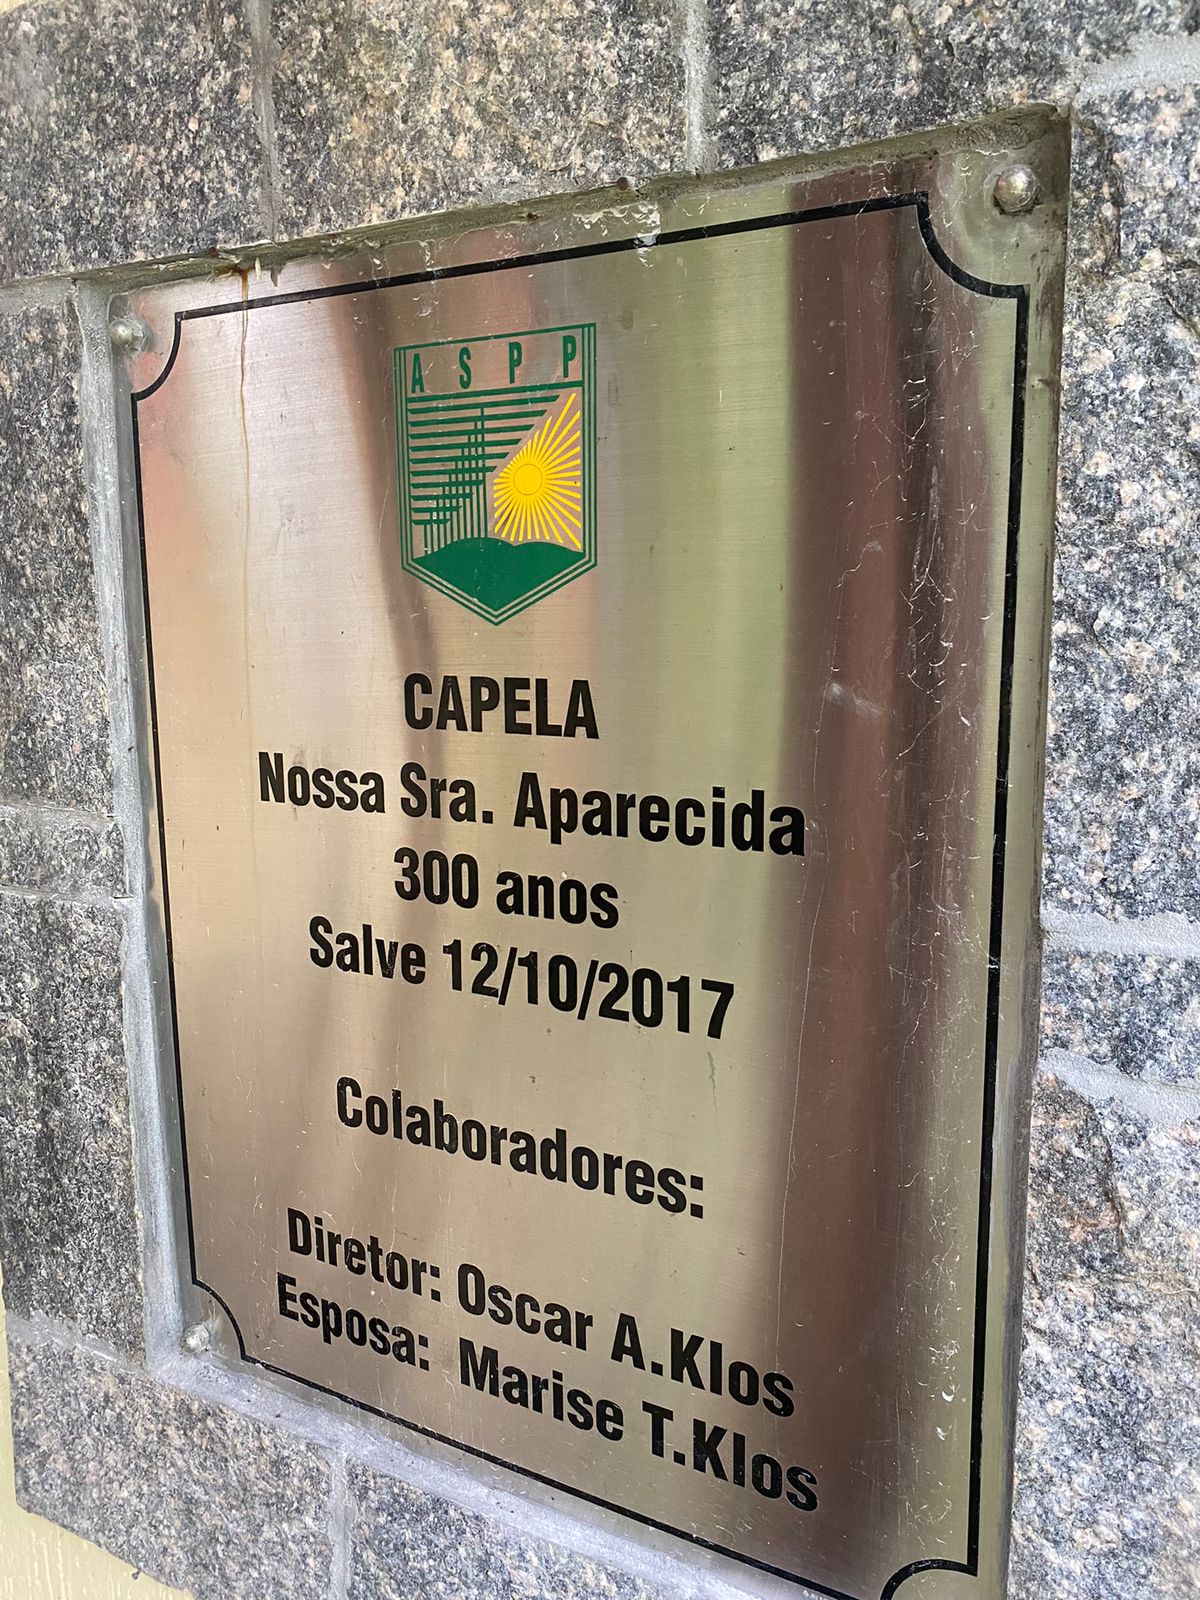 ASPP
CAPELA
Nossa Sra. Aparecida
300 anos
Salve 12/10/2017
Colaboradores:
Diretor: Oscar A.Klos
Esposa: Marise T.Klos